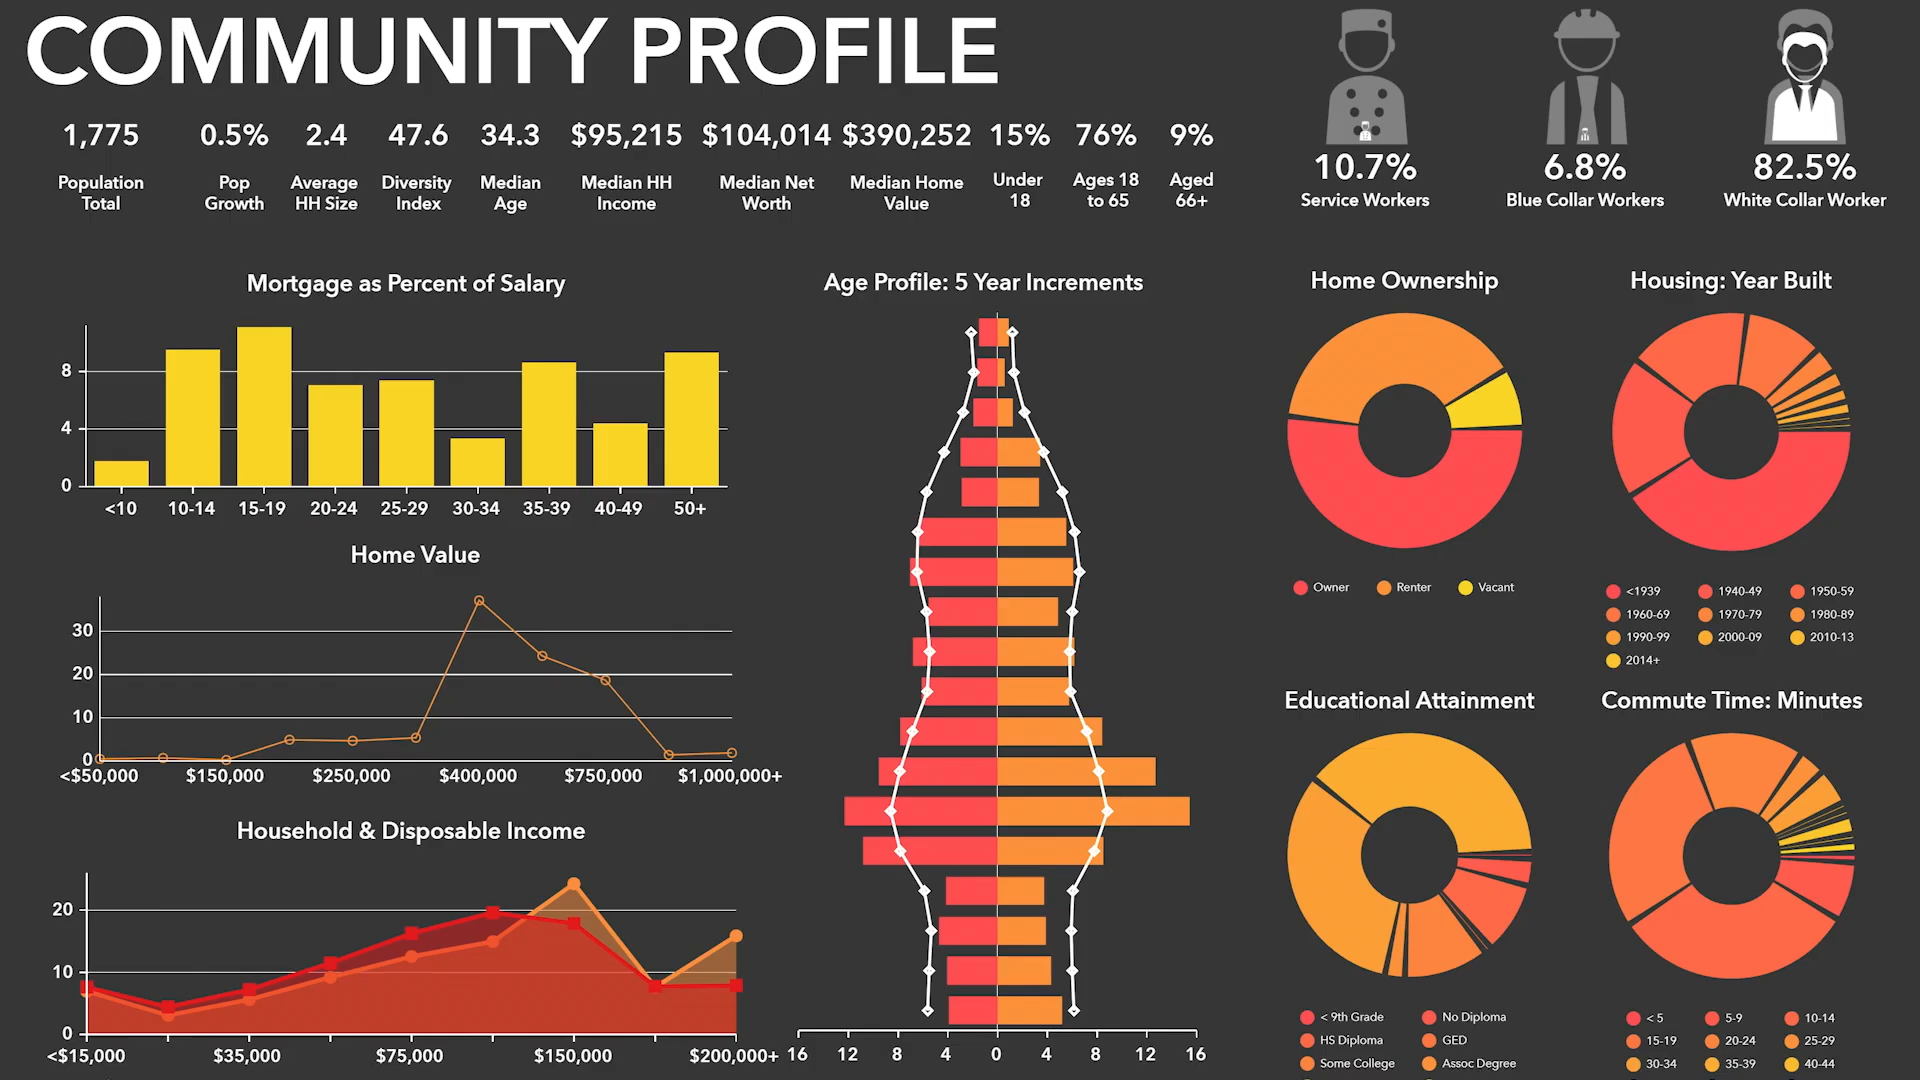 COMMUNITY PROFILE
1,775
0.5%
2.4
47.6
34.3
$95,215
$104,014
$390,252
15%
76%
9%
Population
Total
Pop
Growth
Average
HH Size
Diversity
Index
Median
Age
Median HH
Income
Median Net
Worth
Median Home
Value
Under
18
Ages 18
to 65
Aged
66+
10.7%
Service Workers
6.8%
Blue Collar Workers
82.5%
White Collar Worker
Mortgage as Percent of Salary
8
4
0
<10 10-14 15-19 20-24 25-29 30-34 35-39 40-49 50+
Home Value
30
20
10
0
<$50,000 $150,000 $250,000 $400,000 $750,000 $1,000,000+
Household & Disposable Income
20
10
0
<$15,000 $35,000 $75,000 $150,000 $200,000+
Age Profile: 5 Year Increments
16 12 8 4 0 4 8 12 16
Home Ownership
Owner Renter Vacant
Housing: Year Built
<1939 1940-49 1950-59
1960-69 1970-79 1980-89
1990-99 2000-09 2010-13
2014+
Educational Attainment
< 9th Grade No Diploma
HS Diploma GED
Some College Assoc Degree
Commute Time: Minutes
< 5 5-9 10-14
15-19 20-24 25-29
30-34 35-39 40-44